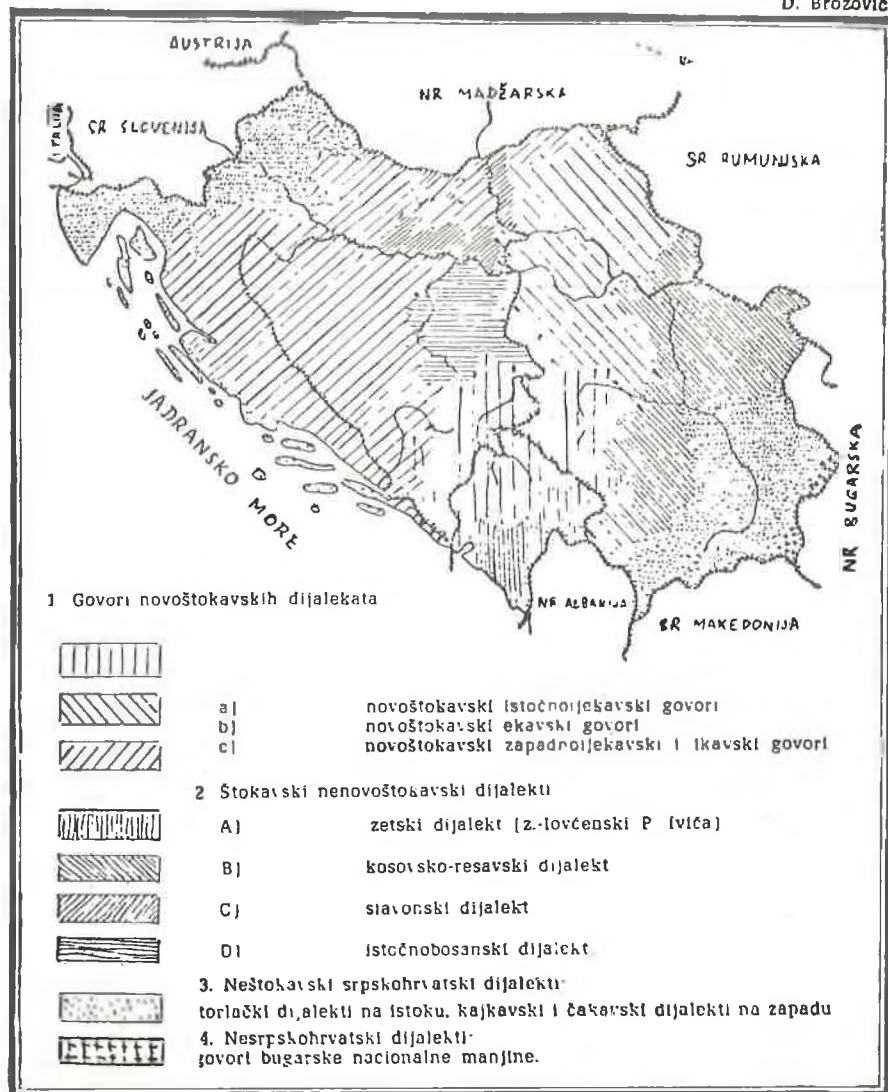 D. Brozović
AUSTRIJA
NR MADŽARSKA
ITALIJA
SR SLOVENIJA
SR RUMUNJSKA
JADRANSKO MORE
NR BUGARSKA
NR ALBANIJA
SR MAKEDONIJA
1 Govori novoštokavskih dijalekata
a) novoštokavski istočnoijekavski govori
b) novoštokavski ekavski govori
c) novoštokavski zapadnoijekavski i ikavski govori
2 Štokavski nenovoštokavski dijalekti
A) zetski dijalekt (z.-lovćenski P Ivića)
B) kosovsko-resavski dijalekt
C) slavonski dijalekt
D) istočnobosanski dijalekt
3. Neštokavski srpskohrvatski dijalekti
torlački dijalekti na istoku, kajkavski i čakavski dijalekti na zapadu
4. Nesrpskohrvatski dijalekti
govori bugarske nacionalne manjine.